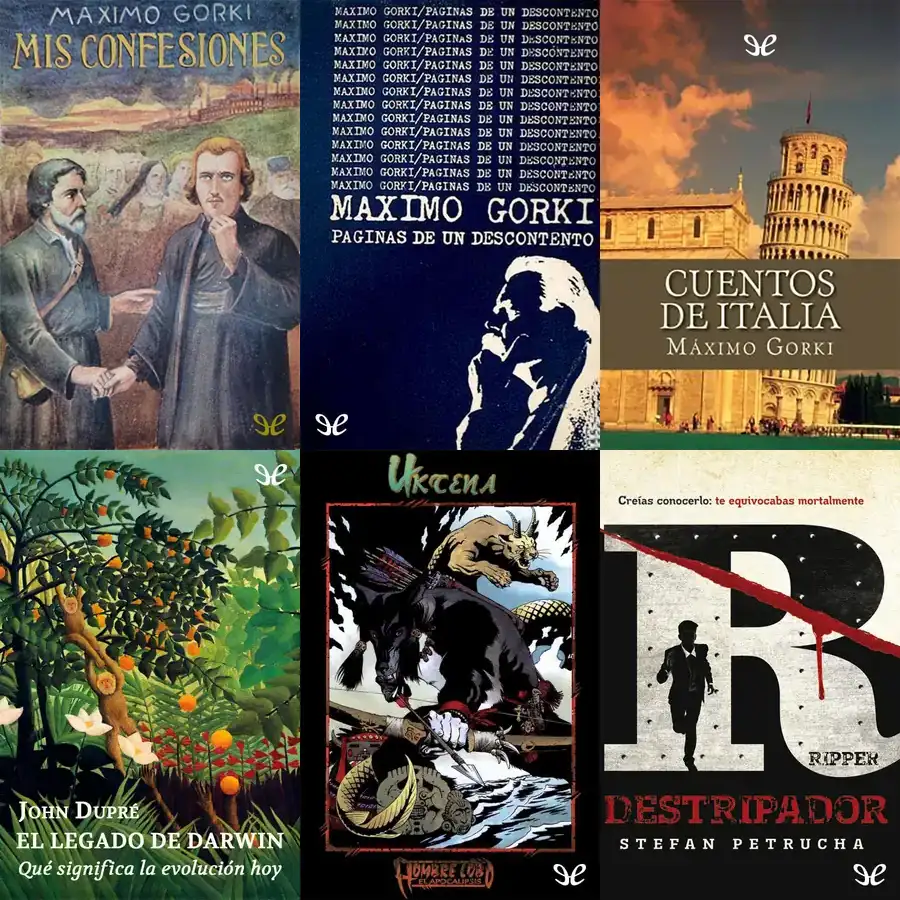 MAXIMO GORKI
MIS CONFESIONES
MAXIMO GORKI/PAGINAS DE UN DESCONTENTO
MAXIMO GORKI/PAGINAS DE UN DESCONTENTO
MAXIMO GORKI/PAGINAS DE UN DESCONTENTO
MAXIMO GORKI/PAGINAS DE UN DESCONTENTO
MAXIMO GORKI/PAGINAS DE UN DESCONTENTO
MAXIMO GORKI/PAGINAS DE UN DESCONTENTO
MAXIMO GORKI/PAGINAS DE UN DESCONTENTO
MAXIMO GORKI/PAGINAS DE UN DESCONTENTO
MAXIMO GORKI/PAGINAS DE UN DESCONTENTO
MAXIMO GORKI/PAGINAS DE UN DESCONTENTO
MAXIMO GORKI/PAGINAS DE UN DESCONTENTO
MAXIMO GORKI/PAGINAS DE UN DESCONTENTO
MAXIMO GORKI/PAGINAS DE UN DESCONTENTO
MAXIMO GORKI/PAGINAS DE UN DESCONTENTO
MAXIMO GORKI
PAGINAS DE UN DESCONTENTO
CUENTOS
DE ITALIA
MÁXIMO GORKI
JOHN DUPRÉ
EL LEGADO DE DARWIN
Qué significa la evolución hoy
UKTENA
HOMBRE LOBO
EL APOCALIPSIS
Creías conocerlo: te equivocabas mortalmente
R
RIPPER
DESTRIPADOR
STEFAN PETRUCHA